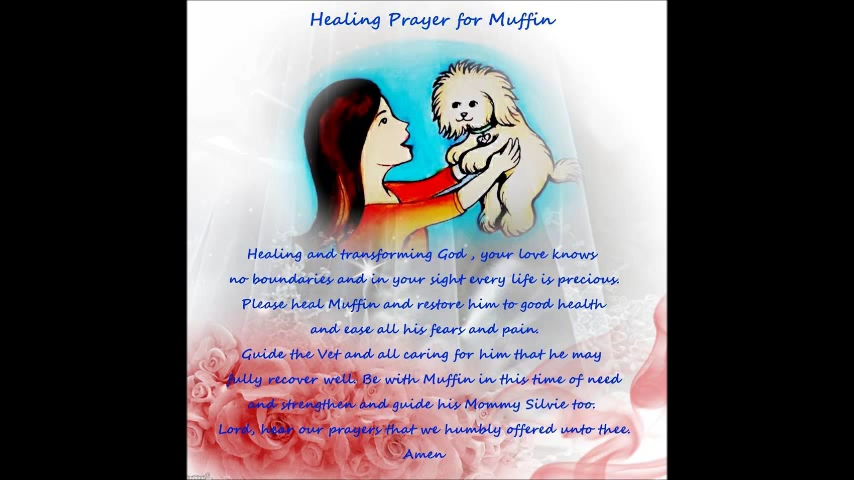 Healing Prayer for Muffin
Healing and transforming God , your love knows
no boundaries and in your sight every life is precious.
Please heal Muffin and restore him to good health
and ease all his fears and pain.
Guide the Vet and all caring for him that he may
fully recover well. Be with Muffin in this time of need
and strengthen and guide his Mommy Silvie too.
Lord, hear our prayers that we humbly offered unto thee.
Amen